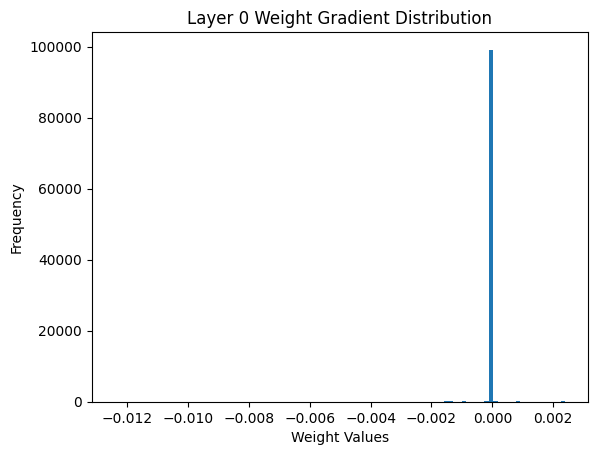 Layer 0 Weight Gradient Distribution
100000
80000
60000
40000
20000
0
Frequency
−0.012 −0.010 −0.008 −0.006 −0.004 −0.002 0.000 0.002
Weight Values